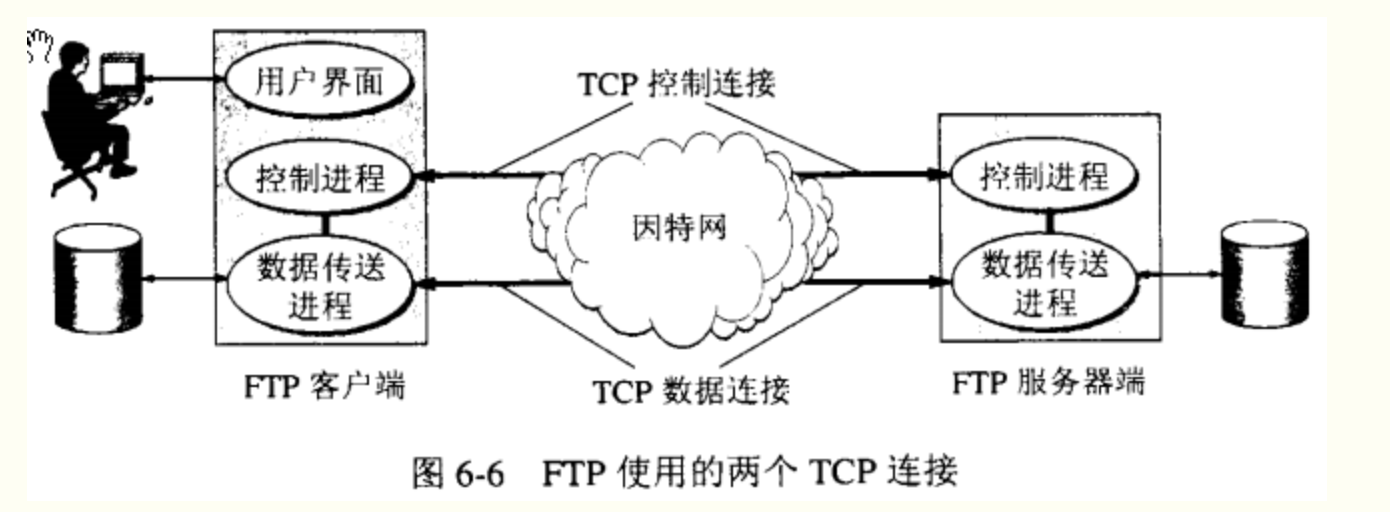 用户界面
TCP 控制连接
控制进程
控制进程
因特网
数据传送
进程
数据传送
进程
FTP 客户端
TCP 数据连接
FTP 服务器端
图 6-6 FTP 使用的两个 TCP 连接